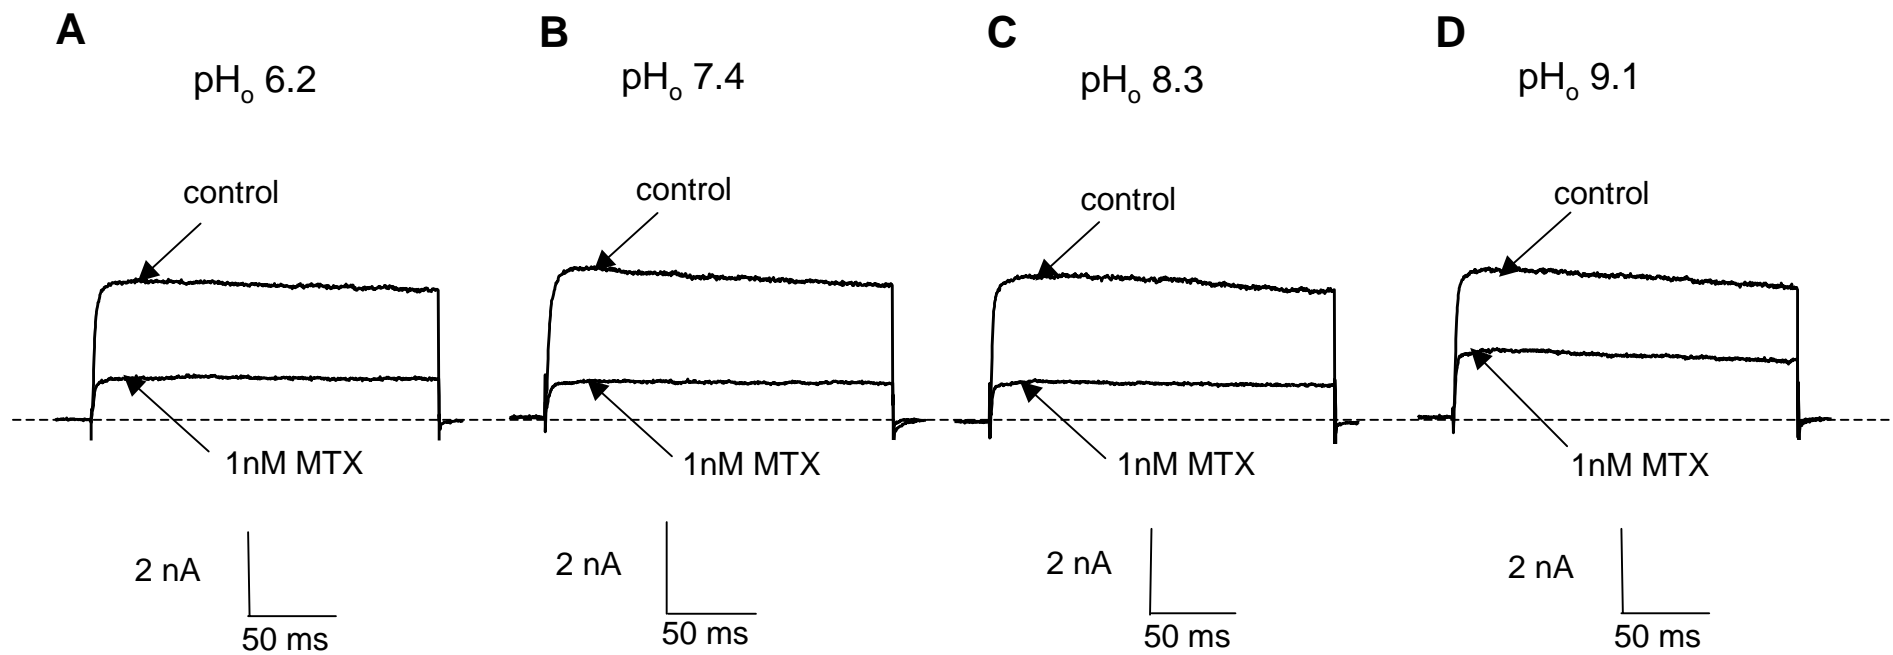 A
pHo 6.2
control
1nM MTX
2 nA
50 ms
B
pHo 7.4
control
1nM MTX
2 nA
50 ms
C
pHo 8.3
control
1nM MTX
2 nA
50 ms
D
pHo 9.1
control
1nM MTX
2 nA
50 ms